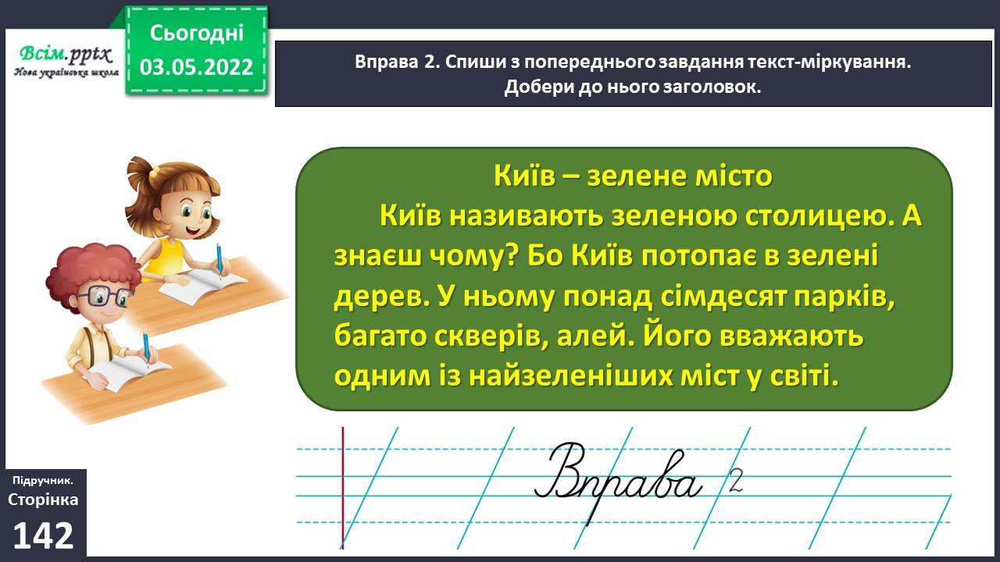 Сьогодні
03.05.2022
Всім.pptx
Нова українська школа
Вправа 2. Спиши з попереднього завдання текст-міркування.
Добери до нього заголовок.
Київ – зелене місто
Київ називають зеленою столицею. А
знаєш чому? Бо Київ потопає в зелені
дерев. У ньому понад сімдесят парків,
багато скверів, алей. Його вважають
одним із найзеленіших міст у світі.
Вправа 2
Підручник.
Сторінка
142